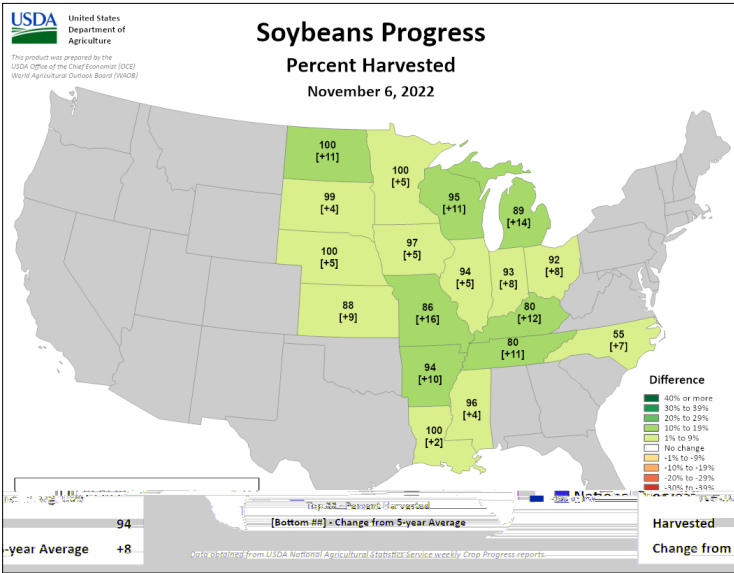 USDA
United States
Department of
Agriculture
This product was prepared by the
USDA Office of the Chief Economist (OCE)
World Agricultural Outlook Board (WAOB)
Soybeans Progress
Percent Harvested
November 6, 2022
100
[+11]
100
[+5]
95
[+11]
89
[+14]
99
[+4]
97
[+5]
100
[+5]
94
[+5]
93
[+8]
92
[+8]
88
[+9]
86
[+16]
80
[+12]
80
[+11]
55
[+7]
94
[+10]
96
[+4]
100
[+2]
Difference
40% or more
30% to 39%
20% to 29%
10% to 19%
1% to 9%
No change
-1% to -9%
-10% to -19%
-20% to -29%
-30% to -39%
Percent Harvested
94
[Bottom ##] - Change from 5-year Average
Harvested
-year Average
+8
Change from
Data obtained from USDA National Agricultural Statistics Service weekly Crop Progress reports.